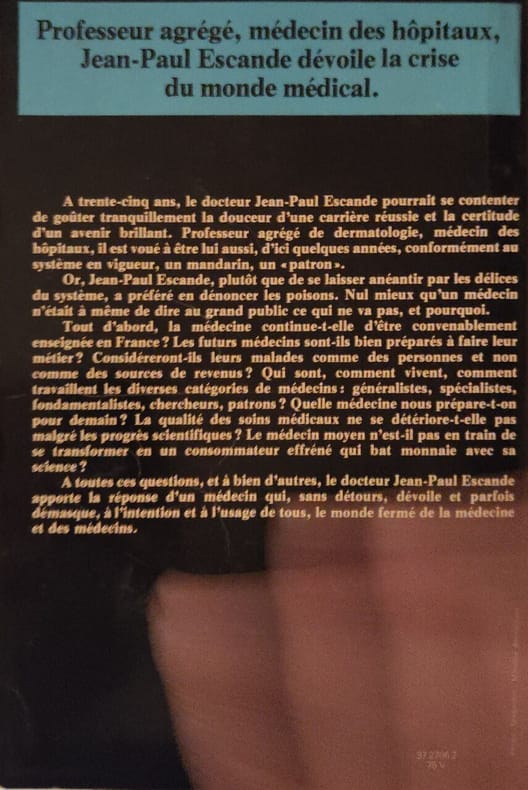 Professeur agrégé, médecin des hôpitaux,
Jean-Paul Escande dévoile la crise
du monde médical.
A trente-cinq ans, le docteur Jean-Paul Escande pourrait se contenter
de goûter tranquillement la douceur d'une carrière réussie et la certitude
d'un avenir brillant. Professeur agrégé de dermatologie, médecin des
hôpitaux, il est voué à être lui aussi, d'ici quelques années, conformément au
système en vigueur, un mandarin, un «patron».
Or, Jean-Paul Escande, plutôt que de se laisser anéantir par les délices
du système, a préféré en dénoncer les poisons. Nul mieux qu'un médecin
n'était à même de dire au grand public ce qui ne va pas, et pourquoi.
Tout d'abord, la médecine continue-t-elle d'être convenablement
enseignée en France? Les futurs médecins sont-ils bien préparés à faire leur
métier? Considéreront-ils leurs malades comme des personnes et non
comme des sources de revenus? Qui sont, comment vivent, comment
travaillent les diverses catégories de médecins: généralistes, spécialistes,
fondamentalistes, chercheurs, patrons? Quelle médecine nous prépare-t-on
pour demain? La qualité des soins médicaux ne se détériore-t-elle pas
malgré les progrès scientifiques? Le médecin moyen n'est-il pas en train de
se transformer en un consommateur effréné qui bat monnaie avec sa
science?
A toutes ces questions, et à bien d'autres, le docteur Jean-Paul Escande
apporte la réponse d'un médecin qui, sans détours, dévoile et parfois
démasque, à l'intention et à l'usage de tous, le monde fermé de la médecine
et des médecins.